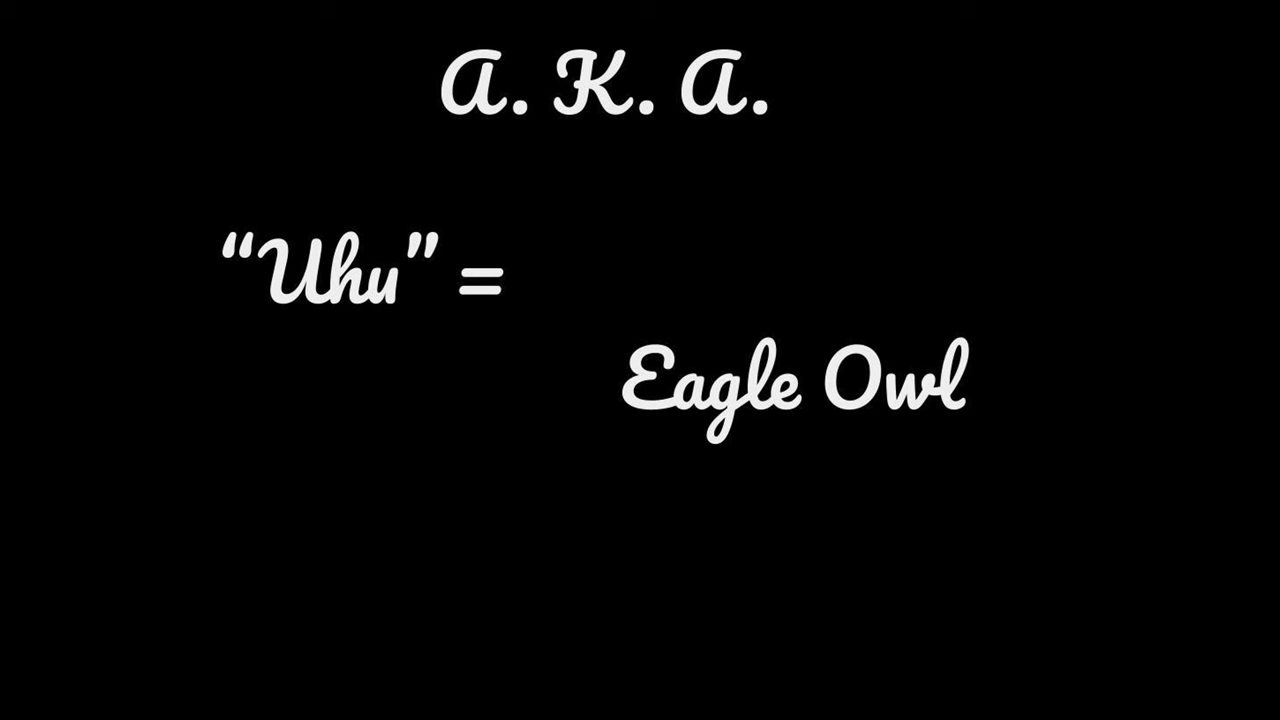 A. K. A.
“Uhu” =
Eagle Owl